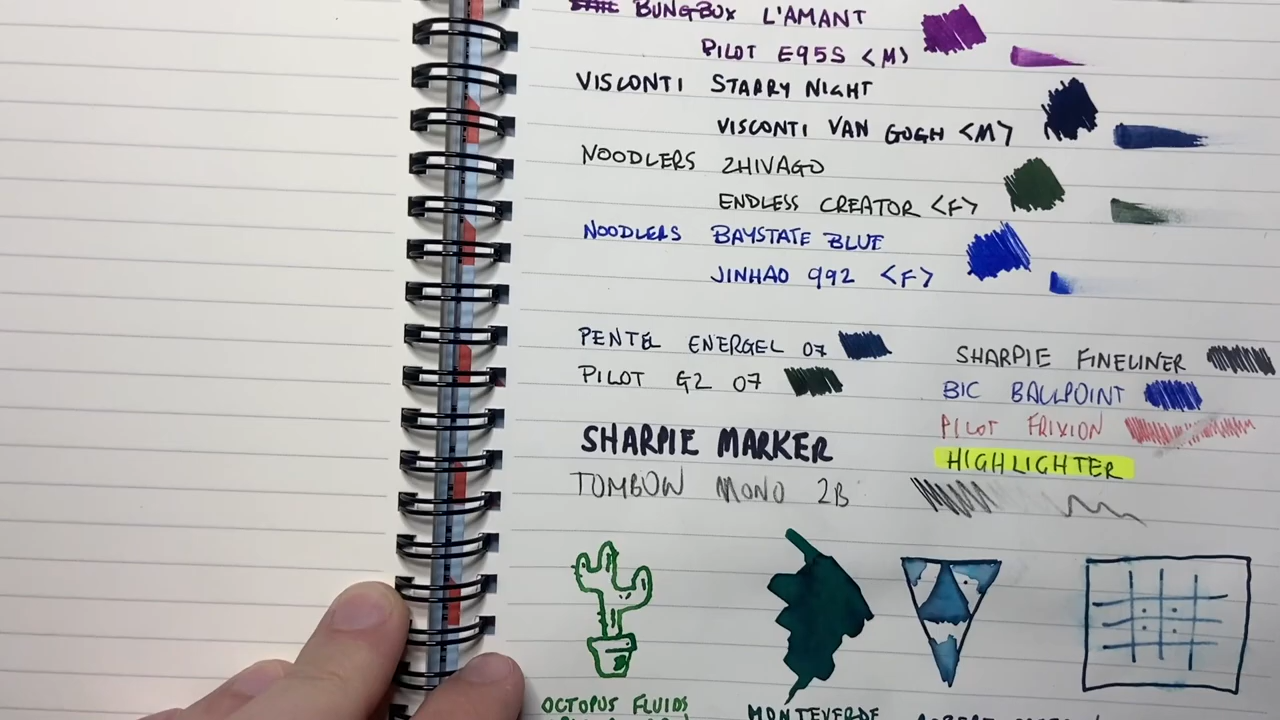 BUNGBOX L'AMANT
PILOT E95S <M>
VISCONTI STARRY NIGHT
VISCONTI VAN GOGH <M>
NOODLERS ZHIVAGO
ENDLESS CREATOR <F>
NOODLERS BAYSTATE BLUE
JINHAO 992 <F>
PENTEL ENERGEL 07
PILOT G2 07
SHARPIE MARKER
TOMBOW MONO 2B
SHARPIE FINELINER
BIC BALLPOINT
PILOT FRIXION
HIGHLIGHTER
OCTOPUS FLUIDS
MONTEVERDE